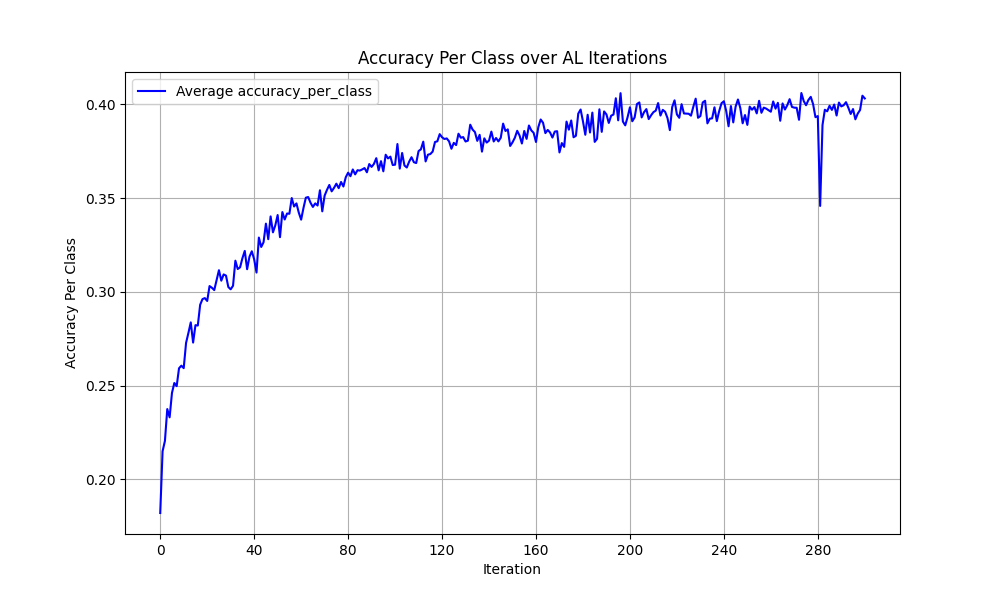 Accuracy Per Class over AL Iterations
Average accuracy_per_class
Accuracy Per Class
0.40
0.35
0.30
0.25
0.20
0 40 80 120 160 200 240 280
Iteration